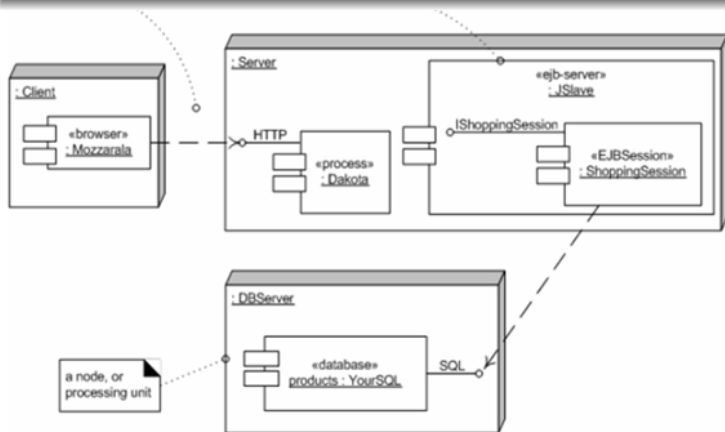 : Client
«browser»
: Mozzarala
: Server
HTTP
«process»
: Dakota
«ejb-server»
: JSlave
IShoppingSession
«EJBSession»
: ShoppingSession
: DBServer
«database»
products : YourSQL
SQL
a node, or
processing unit